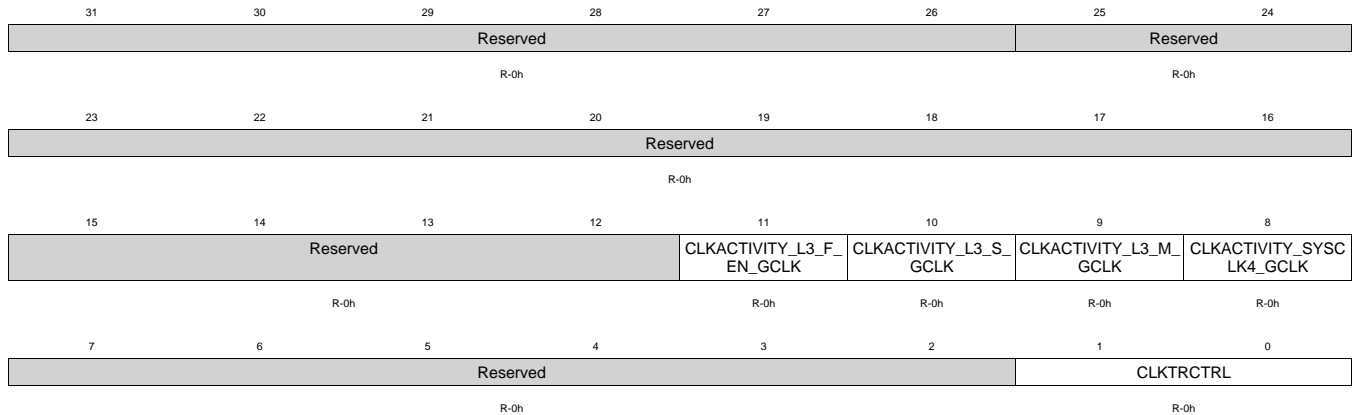 31 30 29 28 27 26 25 24
Reserved Reserved
R-0h R-0h
23 22 21 20 19 18 17 16
Reserved
R-0h
15 14 13 12 11 10 9 8
Reserved CLKACTIVITY_L3_F_ CLKACTIVITY_L3_S_ CLKACTIVITY_L3_M_ CLKACTIVITY_SYSC
EN_GCLK GCLK GCLK LK4_GCLK
R-0h R-0h R-0h R-0h R-0h
7 6 5 4 3 2 1 0
Reserved CLKTRCTRL
R-0h R-0h